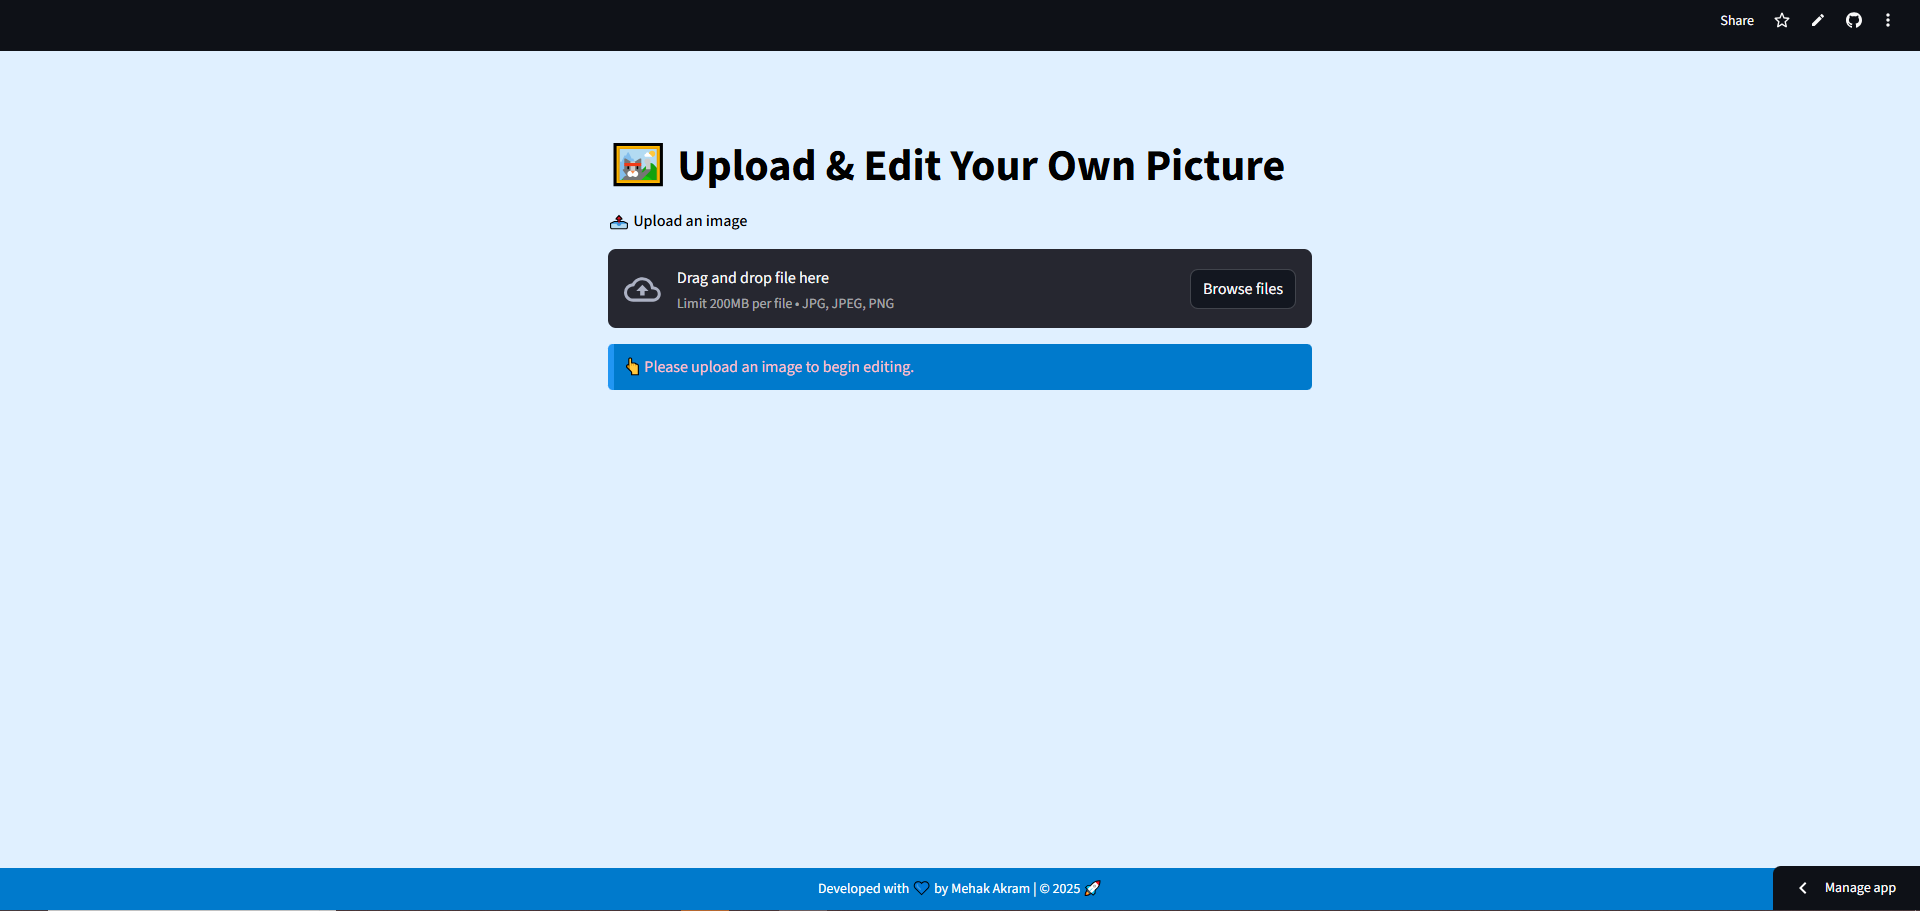 Share
🖼️ Upload & Edit Your Own Picture
📤 Upload an image
Drag and drop file here
Limit 200MB per file • JPG, JPEG, PNG
Browse files
👆 Please upload an image to begin editing.
Developed with 💙 by Mehak Akram | © 2025 🚀
Manage app